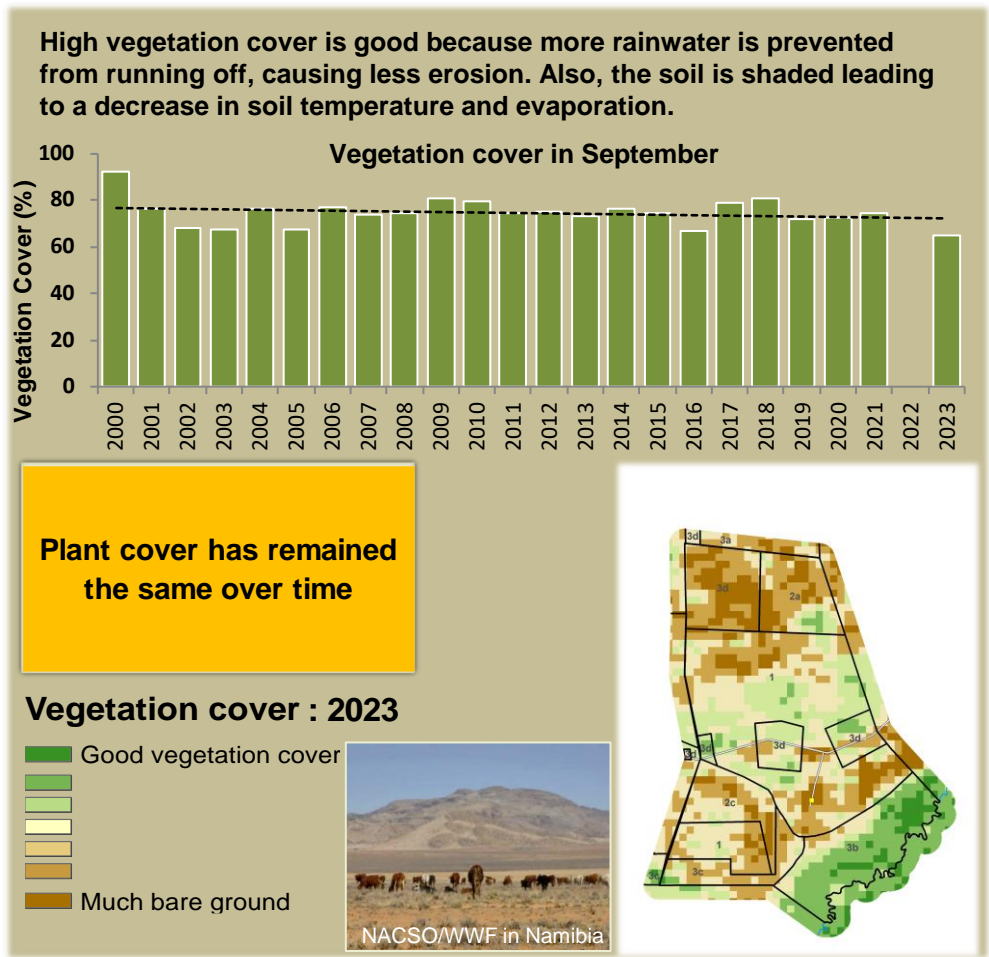 High vegetation cover is good because more rainwater is prevented
from running off, causing less erosion. Also, the soil is shaded leading
to a decrease in soil temperature and evaporation.
Vegetation cover in September
Vegetation Cover (%)
100
80
60
40
20
0
2000
2001
2002
2003
2004
2005
2006
2007
2008
2009
2010
2011
2012
2013
2014
2015
2016
2017
2018
2019
2020
2021
2022
2023
Plant cover has remained
the same over time
Vegetation cover : 2023
Good vegetation cover
Much bare ground
NACSO/WWF in Namibia
3d
3a
3d
2a
1
3d
3d
3d
3d
2c
1
3b
3c
3c